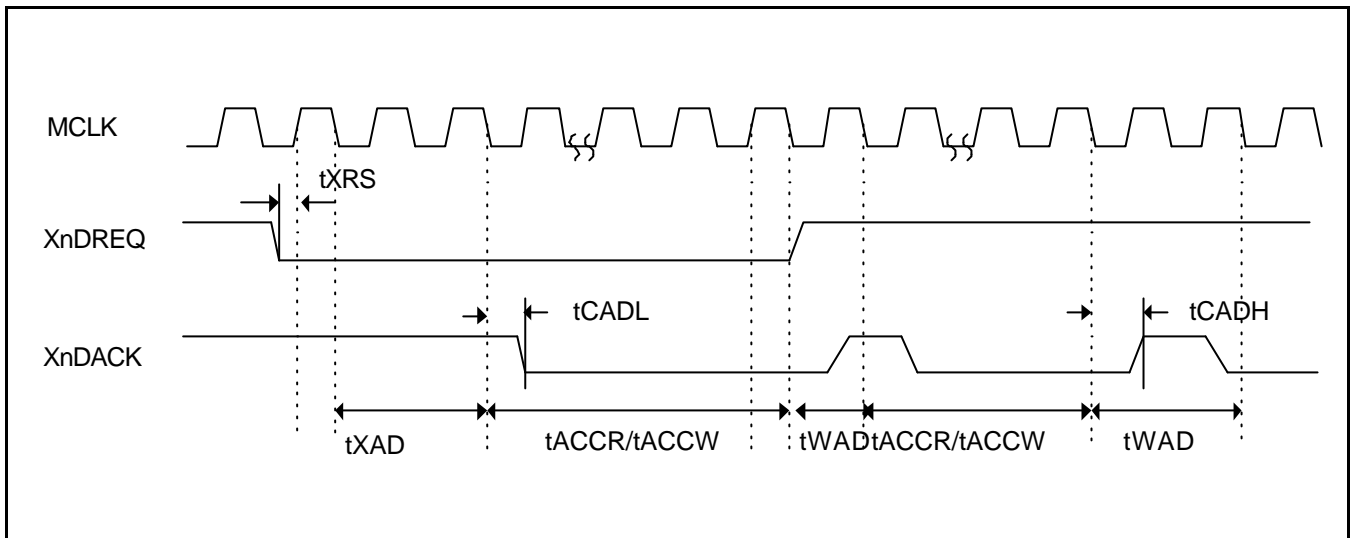 MCLK
tXRS
XnDREQ
tCADL
tCADH
XnDACK
tXAD
tACCR/tACCW
tWAD
tACCR/tACCW
tWAD